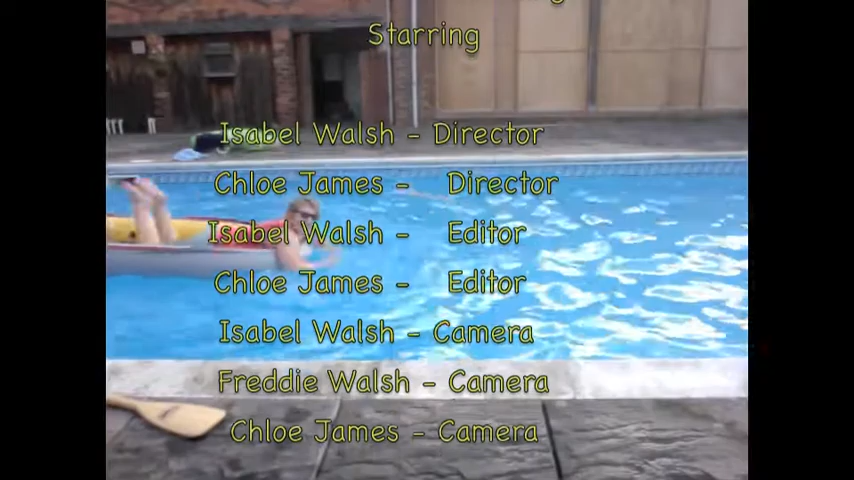 Starring
Isabel Walsh - Director
Chloe James - Director
Isabel Walsh - Editor
Chloe James - Editor
Isabel Walsh - Camera
Freddie Walsh - Camera
Chloe James - Camera